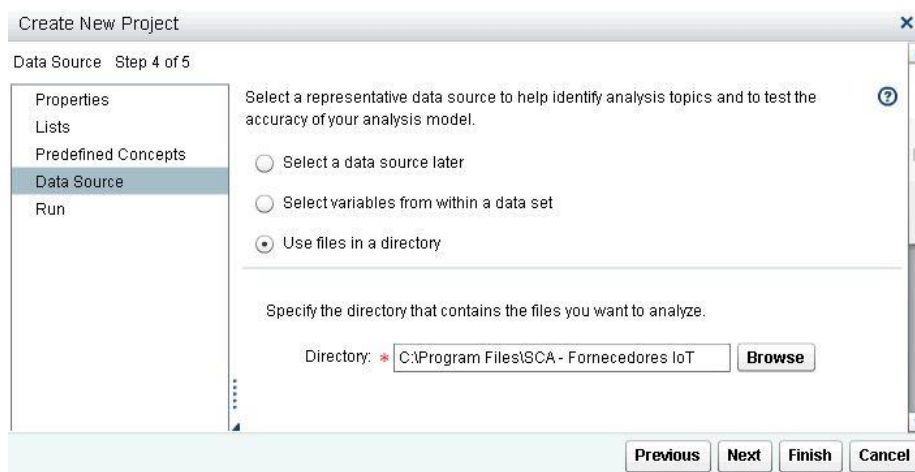 Create New Project
Data Source Step 4 of 5
Properties
Lists
Predefined Concepts
Data Source
Run
Select a representative data source to help identify analysis topics and to test the
accuracy of your analysis model.
Select a data source later
Select variables from within a data set
Use files in a directory
Specify the directory that contains the files you want to analyze.
Directory: * C:\Program Files\SCA - Fornecedores IoT Browse
Previous Next Finish Cancel